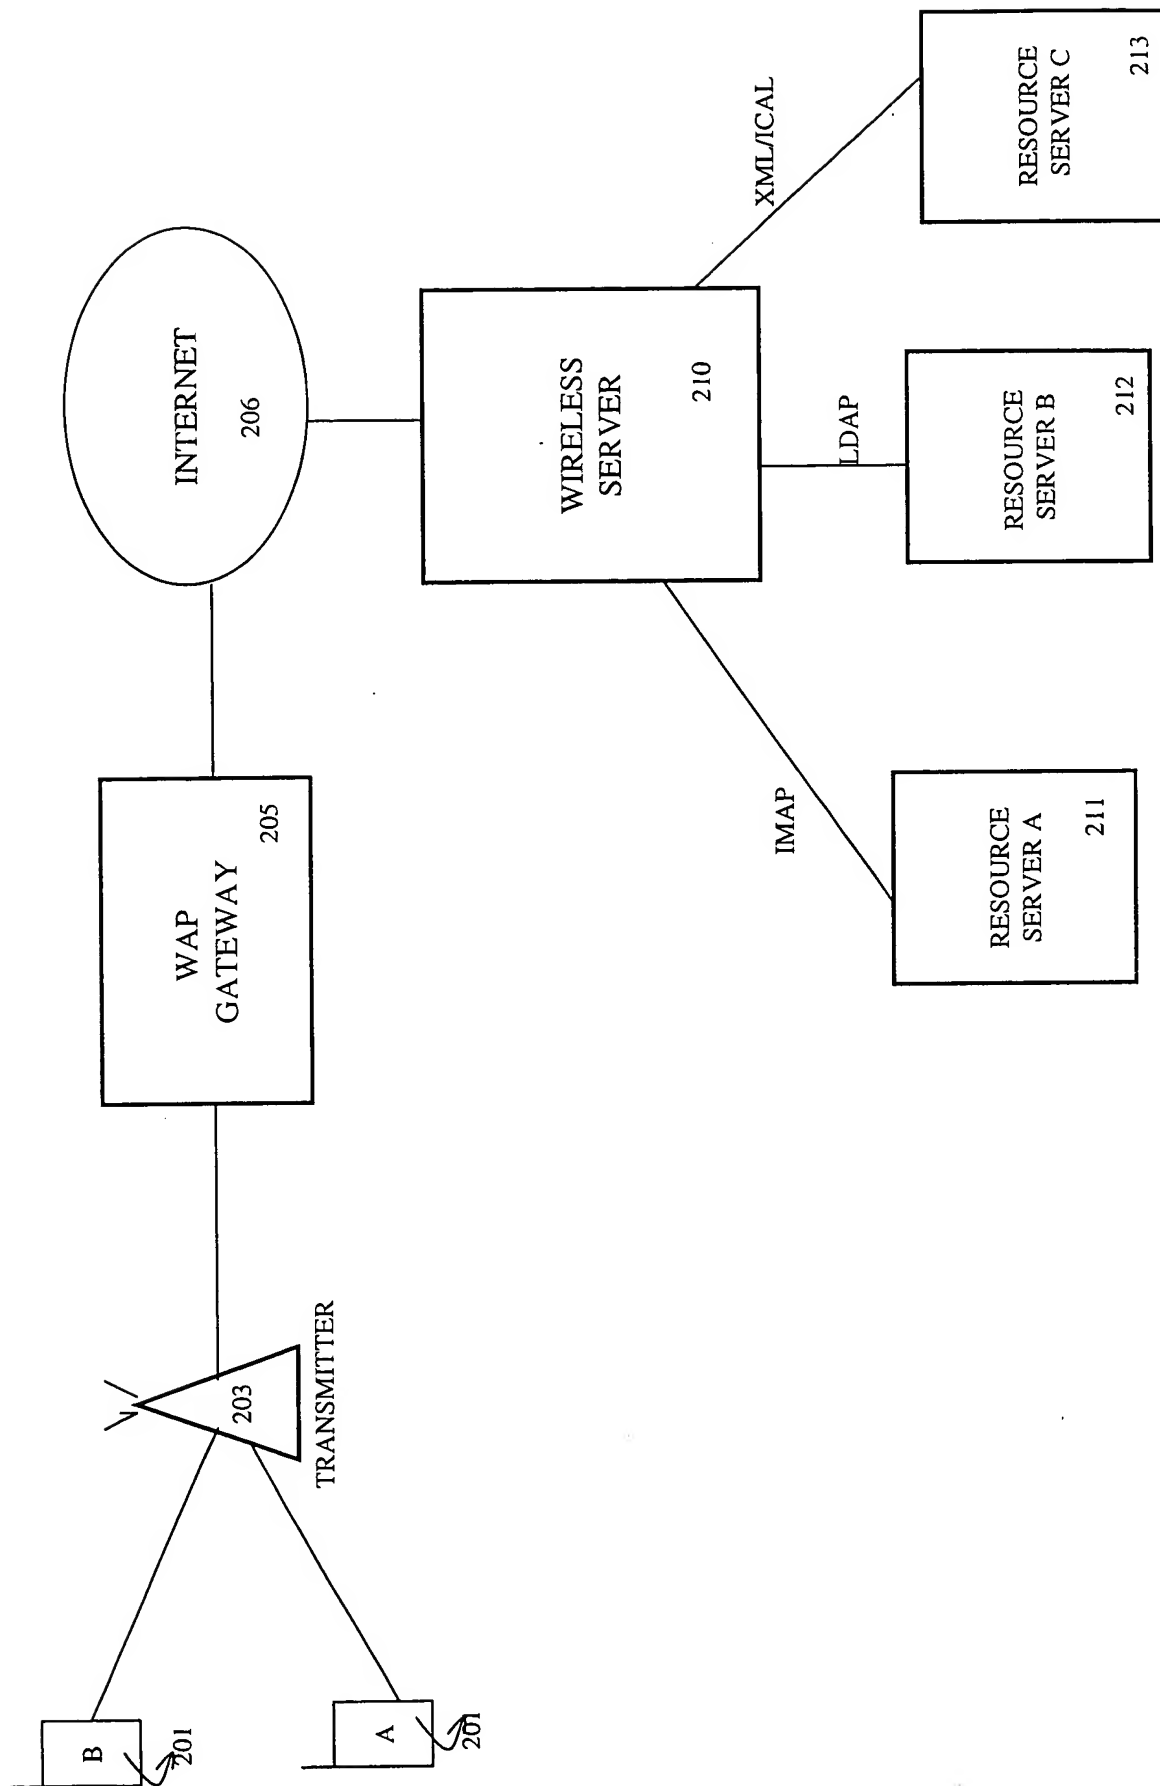 B
201
A
201
203
TRANSMITTER
WAP
GATEWAY
205
INTERNET
206
WIRELESS
SERVER
210
IMAP
LDAP
XML/ICAL
RESOURCE
SERVER A
211
RESOURCE
SERVER B
212
RESOURCE
SERVER C
213